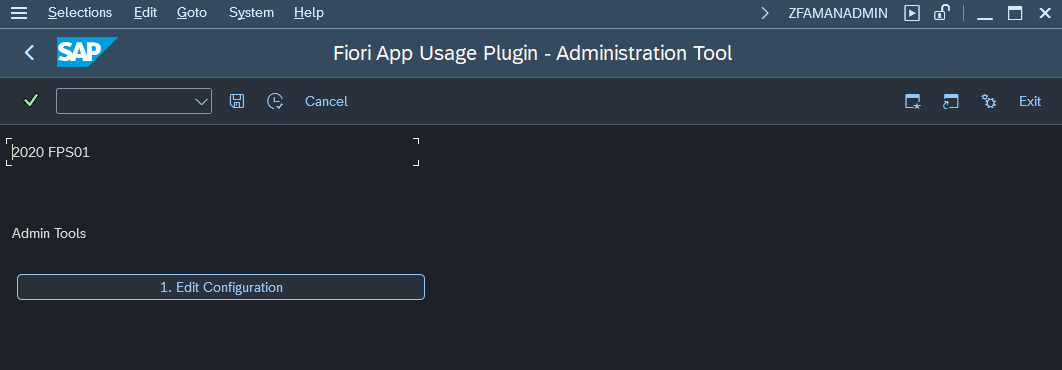 Selections Edit Goto System Help ZFAMANADMIN
SAP Fiori App Usage Plugin - Administration Tool
Cancel Exit
2020 FPS01
Admin Tools
1. Edit Configuration